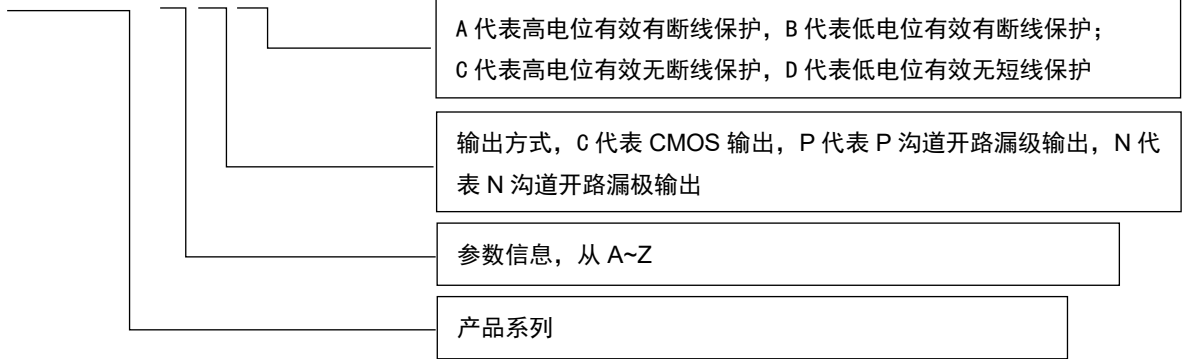 A 代表高电位有效有断线保护，B 代表低电位有效有断线保护；
C 代表高电位有效无断线保护，D 代表低电位有效无短线保护
输出方式，C 代表 CMOS 输出，P 代表 P 沟道开路漏级输出，N 代
表 N 沟道开路漏极输出
参数信息，从 A~Z
产品系列